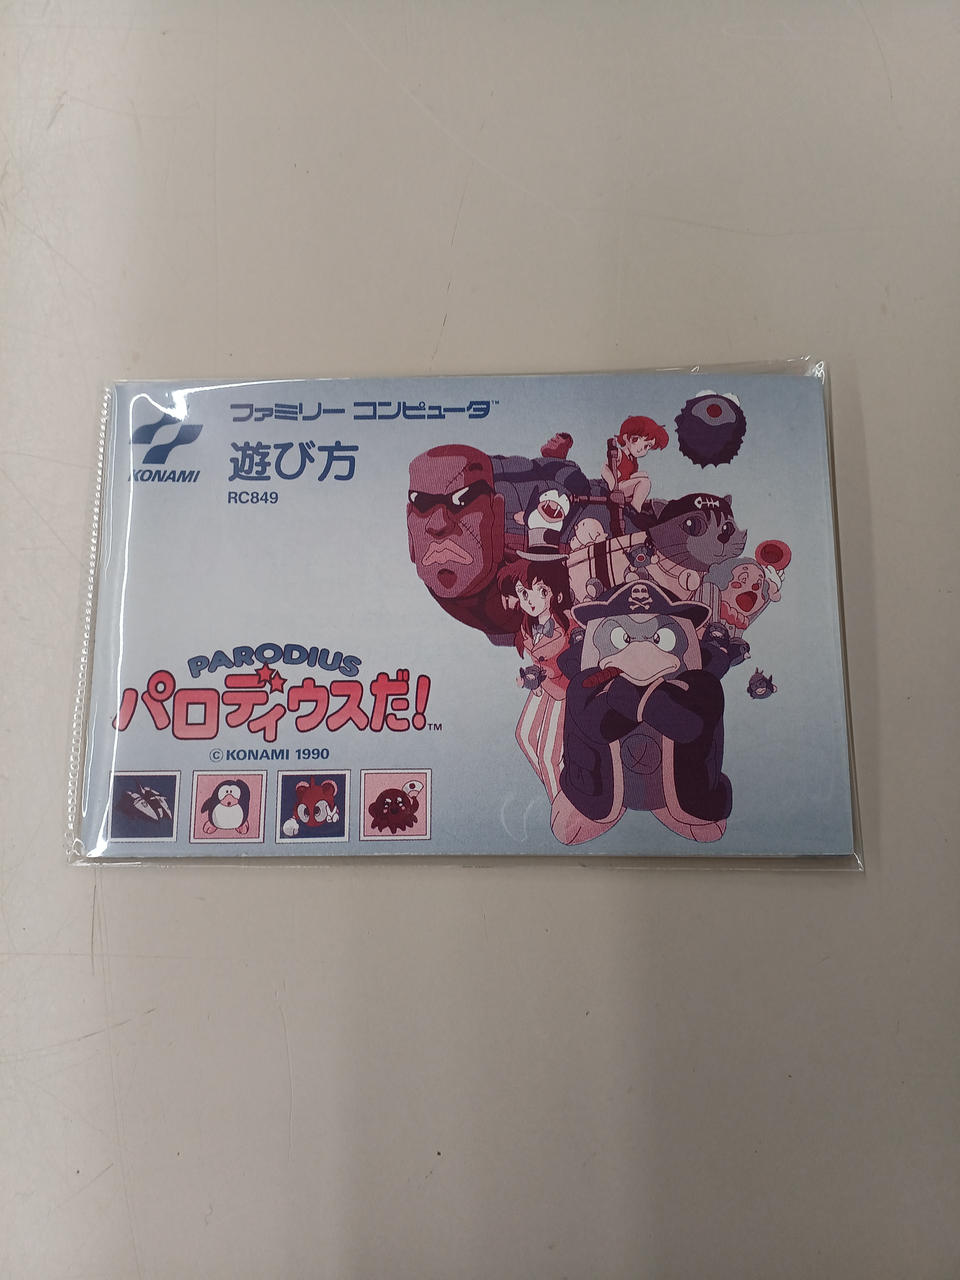 KONAMI
ファミリー コンピュータ™
遊び方
RC849
PARODIUS
パロディウスだ!™
© KONAMI 1990